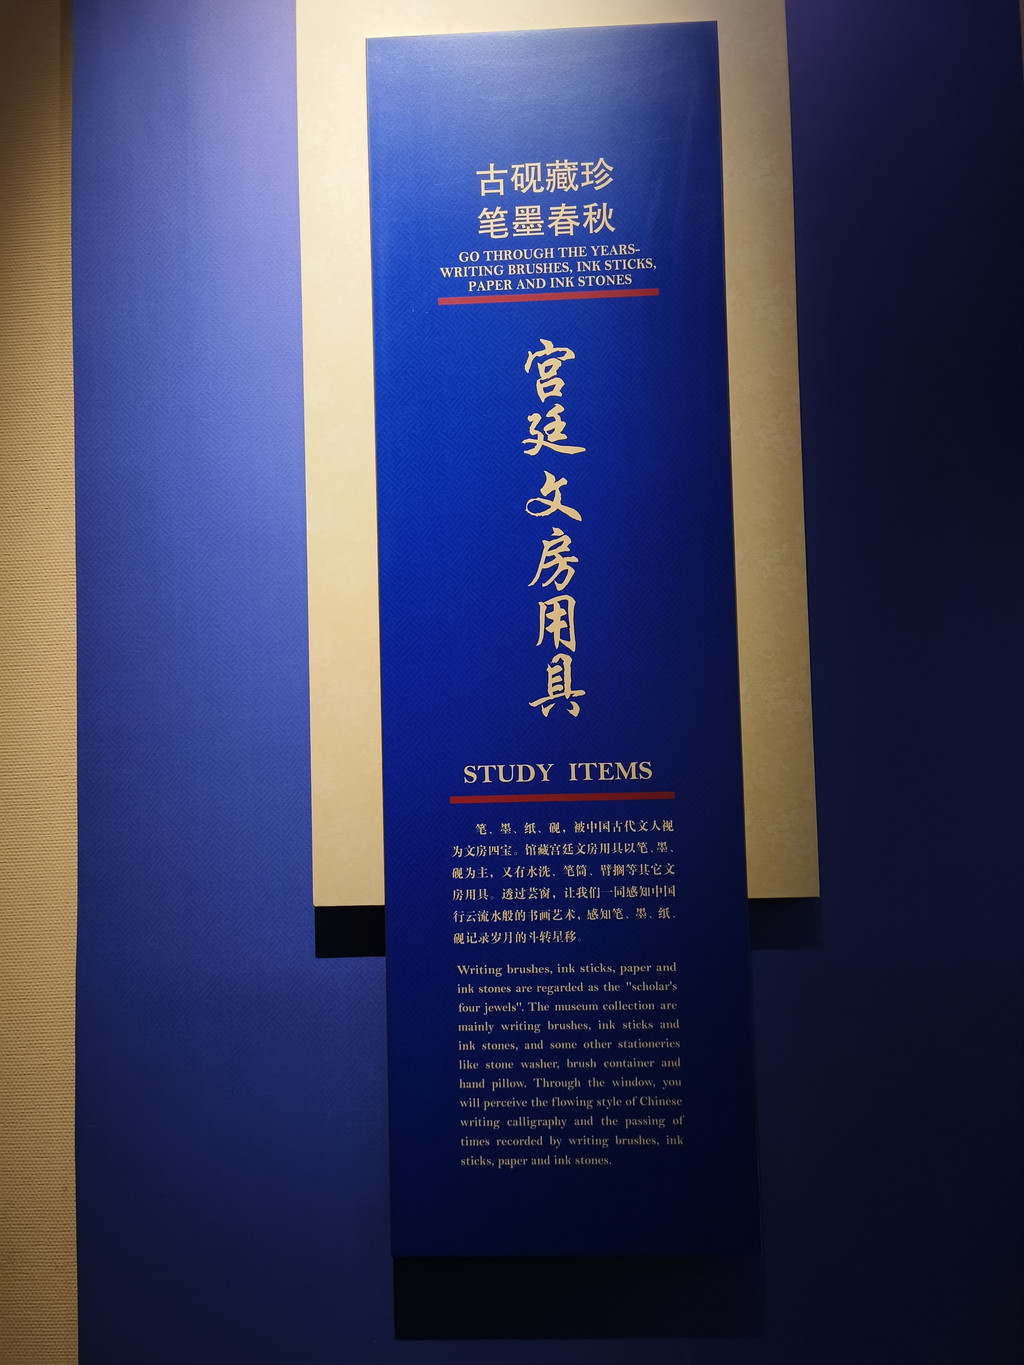 古砚藏珍
笔墨春秋
GO THROUGH THE YEARS-
WRITING BRUSHES, INK STICKS,
PAPER AND INK STONES
宫廷文房用具
STUDY ITEMS
笔、墨、纸、砚，被中国古代文人视
为文房四宝。馆藏宫廷文房用具以笔、墨、
砚为主，又有水洗、笔筒、臂搁等其它文
房用具。透过芸窗，让我们一同感知中国
行云流水般的书画艺术，感知笔、墨、纸、
砚记录岁月的斗转星移。
Writing brushes, ink sticks, paper and
ink stones are regarded as the "scholar's
four jewels". The museum collection are
mainly writing brushes, ink sticks and
ink stones, and some other stationeries
like stone washer, brush container and
hand pillow. Through the window, you
will perceive the flowing style of Chinese
writing calligraphy and the passing of
times recorded by writing brushes, ink
sticks, paper and ink stones.